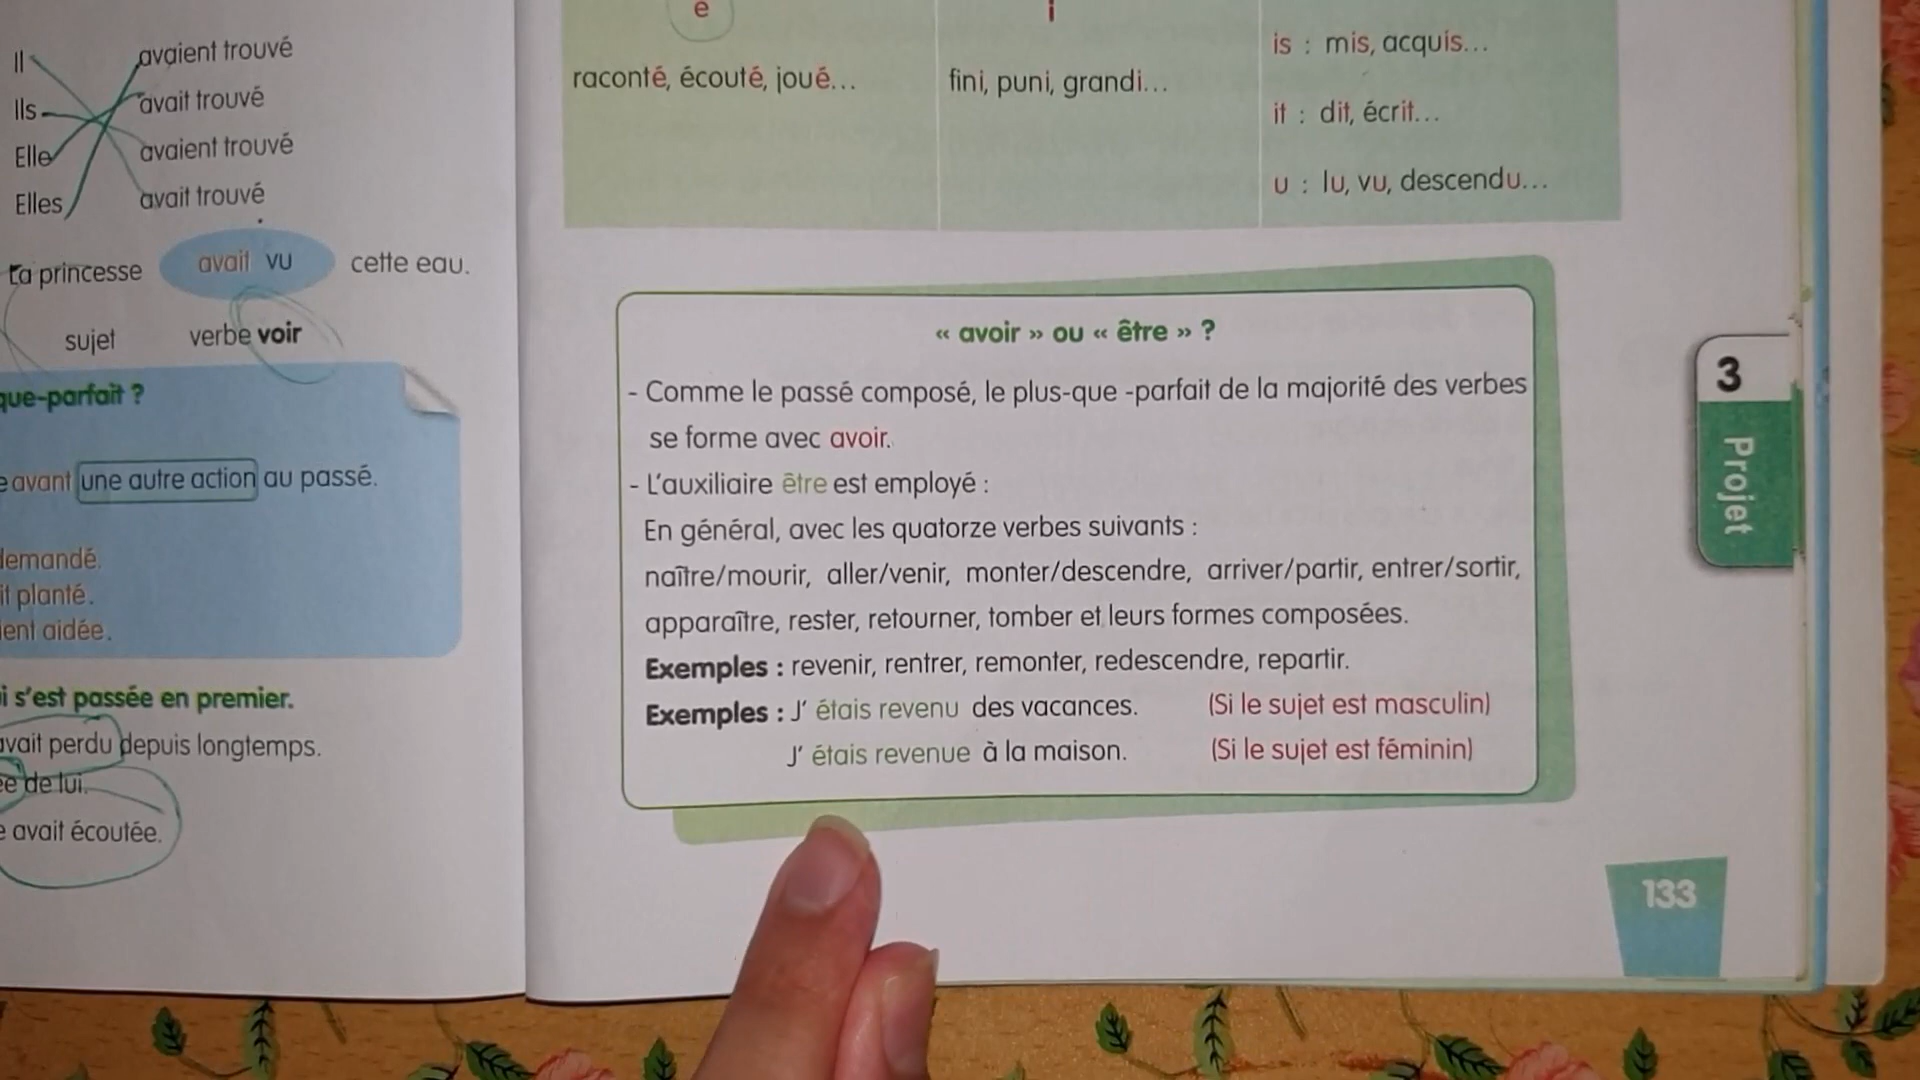 Il
avaient trouvé
Ils
avait trouvé
Elle
avaient trouvé
Elles
avait trouvé
La princesse avait vu cette eau.
sujet verbe voir
que-parfait ?
avant une autre action au passé.
demandé.
it planté.
ient aidée.
i s'est passée en premier.
avait perdu depuis longtemps.
ée de lui.
e avait écoutée.
é
i
raconté, écouté, joué...
fini, puni, grandi...
is : mis, acquis...
it : dit, écrit...
u : lu, vu, descendu...
« avoir » ou « être » ?
- Comme le passé composé, le plus-que -parfait de la majorité des verbes
se forme avec avoir.
- L'auxiliaire être est employé :
En général, avec les quatorze verbes suivants :
naître/mourir, aller/venir, monter/descendre, arriver/partir, entrer/sortir,
apparaître, rester, retourner, tomber et leurs formes composées.
Exemples : revenir, rentrer, remonter, redescendre, repartir.
Exemples : J' étais revenu des vacances. (Si le sujet est masculin)
J' étais revenue à la maison. (Si le sujet est féminin)
3
Projet
133